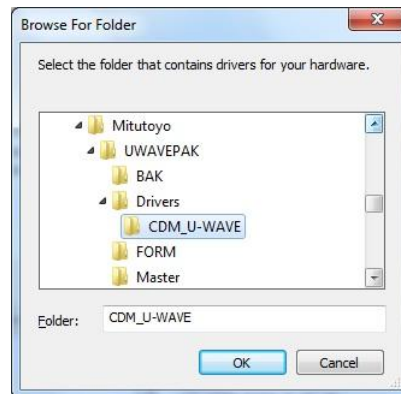 Browse For Folder
Select the folder that contains drivers for your hardware.
Mitutoyo
UWAVEPAK
BAK
Drivers
CDM_U-WAVE
FORM
Master
Folder: CDM_U-WAVE
OK Cancel